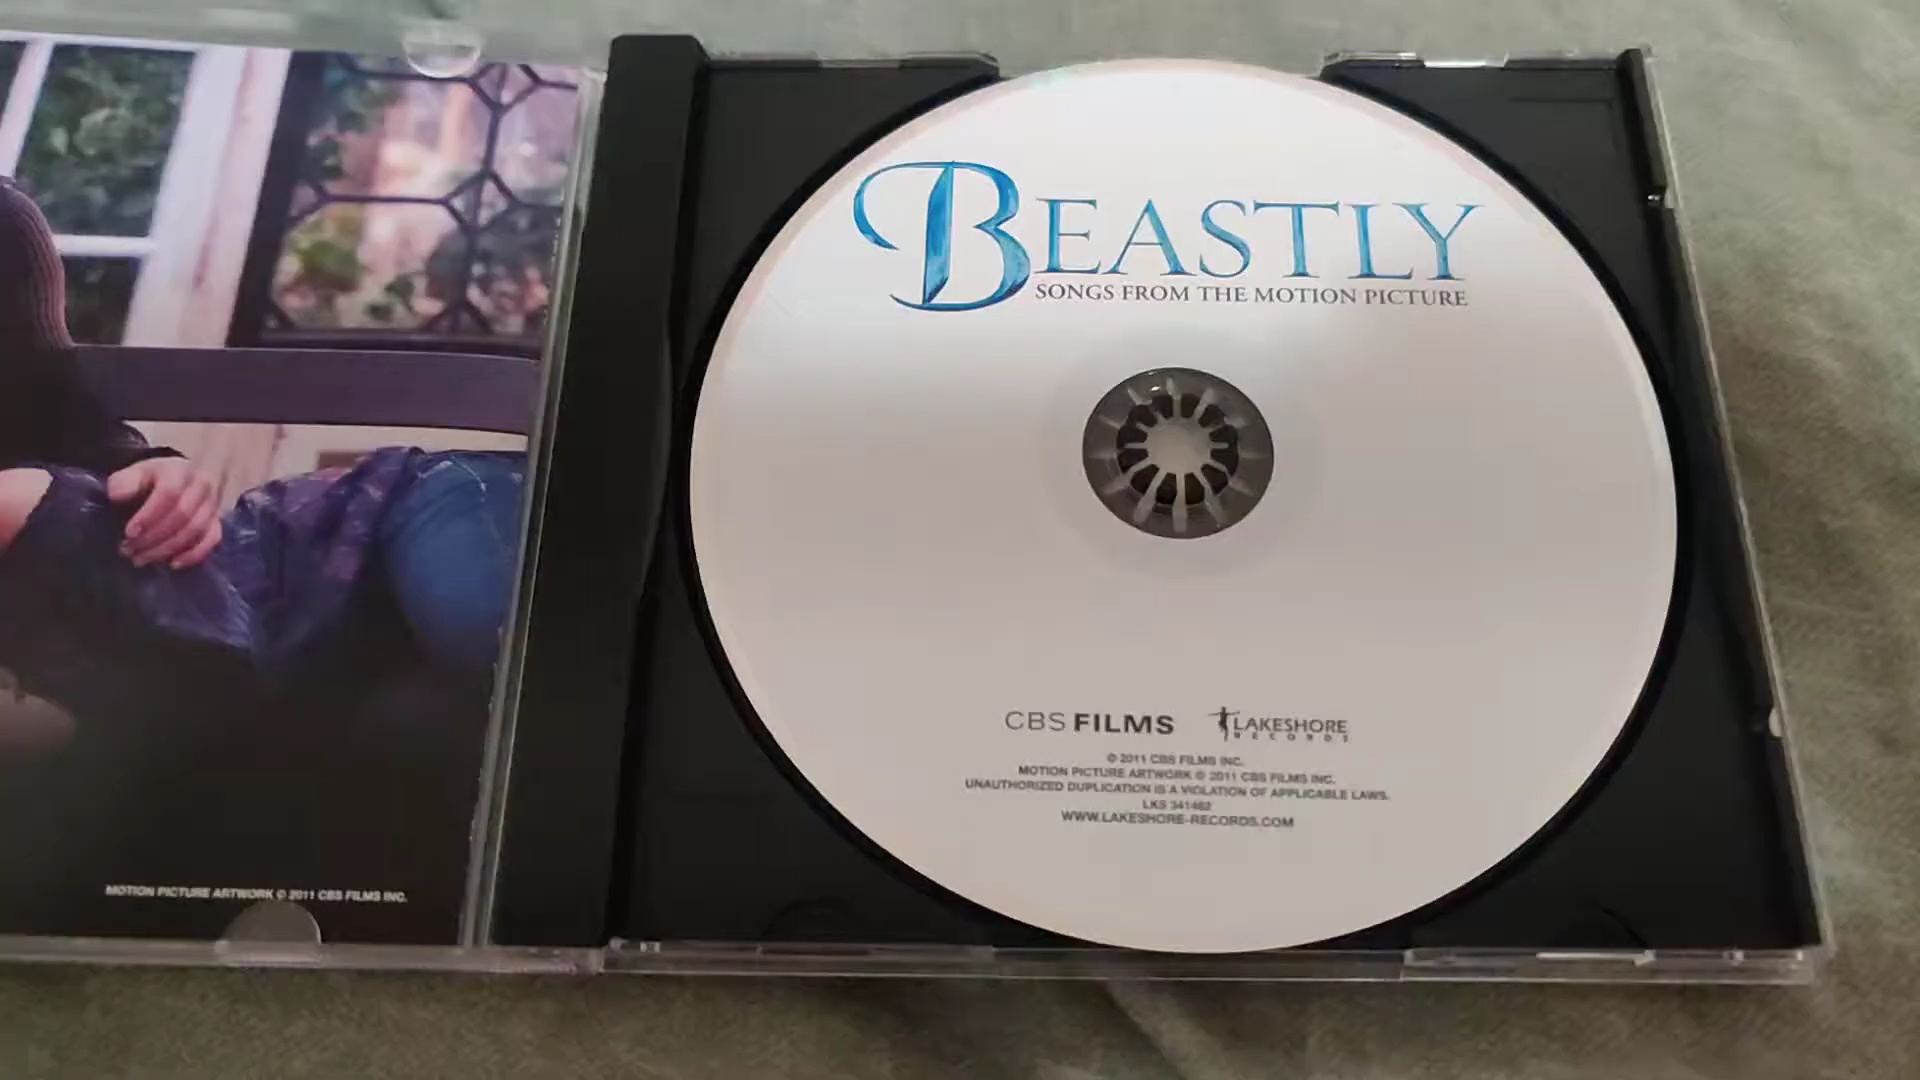 BEASTLY
SONGS FROM THE MOTION PICTURE
CBS FILMS
LAKESHORE
RECORDS
© 2011 CBS FILMS INC.
MOTION PICTURE ARTWORK © 2011 CBS FILMS INC.
UNAUTHORIZED DUPLICATION IS A VIOLATION OF APPLICABLE LAWS.
LKS 341462
WWW.LAKESHORE-RECORDS.COM
MOTION PICTURE ARTWORK © 2011 CBS FILMS INC.